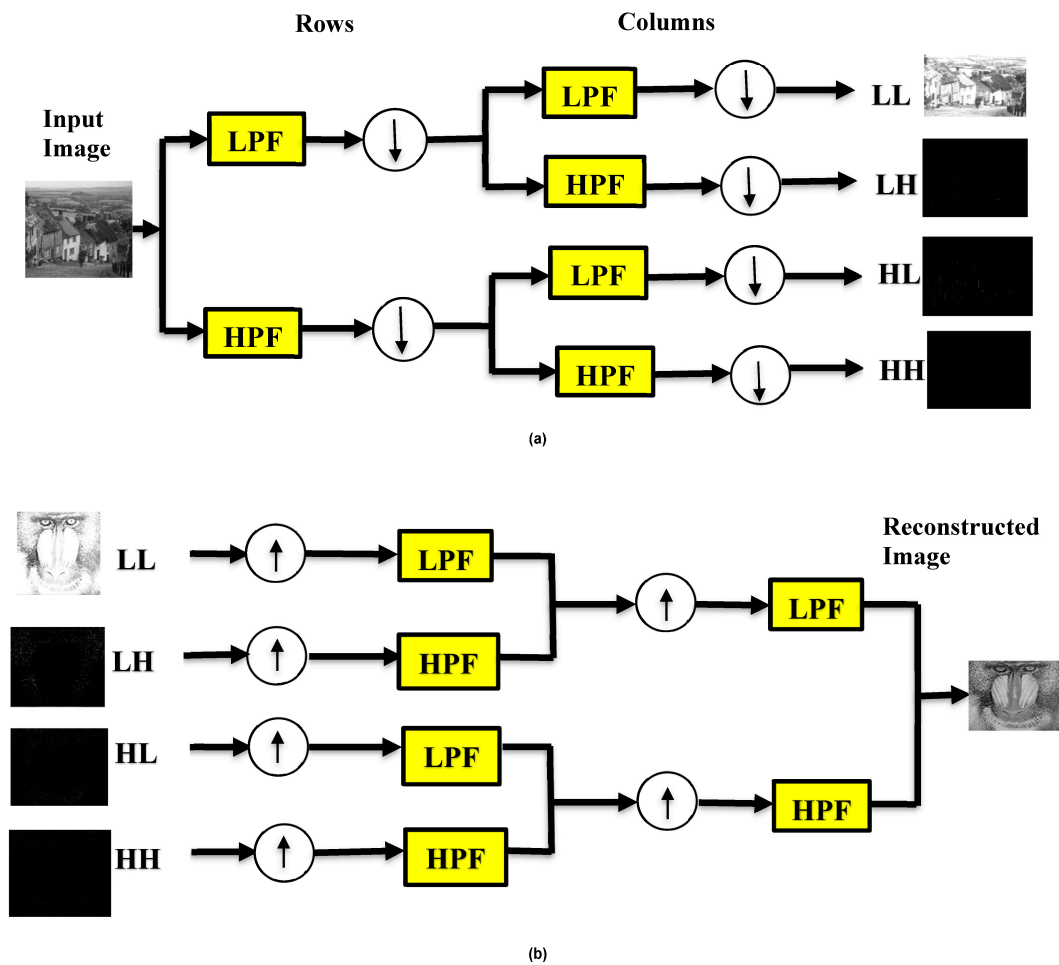 Rows
Columns
Input
Image
LPF
LPF
LL
HPF
LH
HPF
LPF
HL
HPF
HH
(a)
Reconstructed
Image
LL
LPF
LPF
LH
HPF
HL
LPF
HPF
HH
HPF
(b)